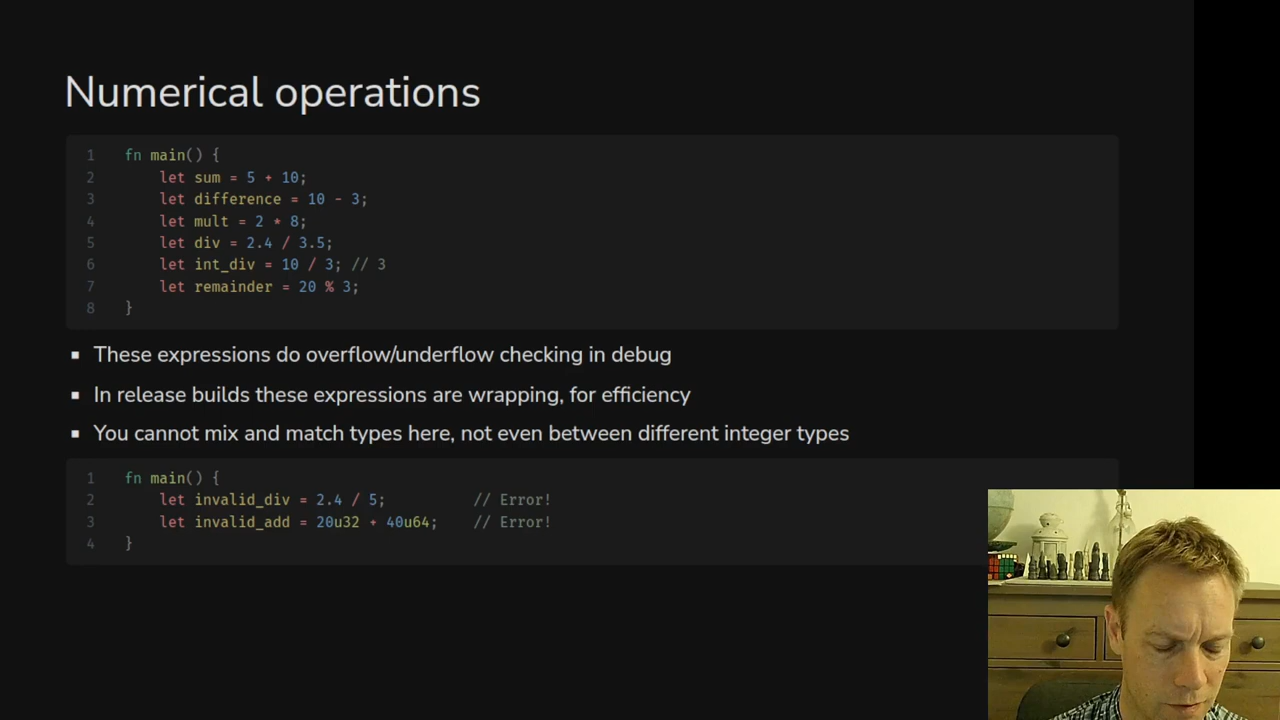 Numerical operations
1 fn main() {
2 let sum = 5 + 10;
3 let difference = 10 - 3;
4 let mult = 2 * 8;
5 let div = 2.4 / 3.5;
6 let int_div = 10 / 3; // 3
7 let remainder = 20 % 3;
8 }
▪ These expressions do overflow/underflow checking in debug
▪ In release builds these expressions are wrapping, for efficiency
▪ You cannot mix and match types here, not even between different integer types
1 fn main() {
2 let invalid_div = 2.4 / 5; // Error!
3 let invalid_add = 20u32 + 40u64; // Error!
4 }